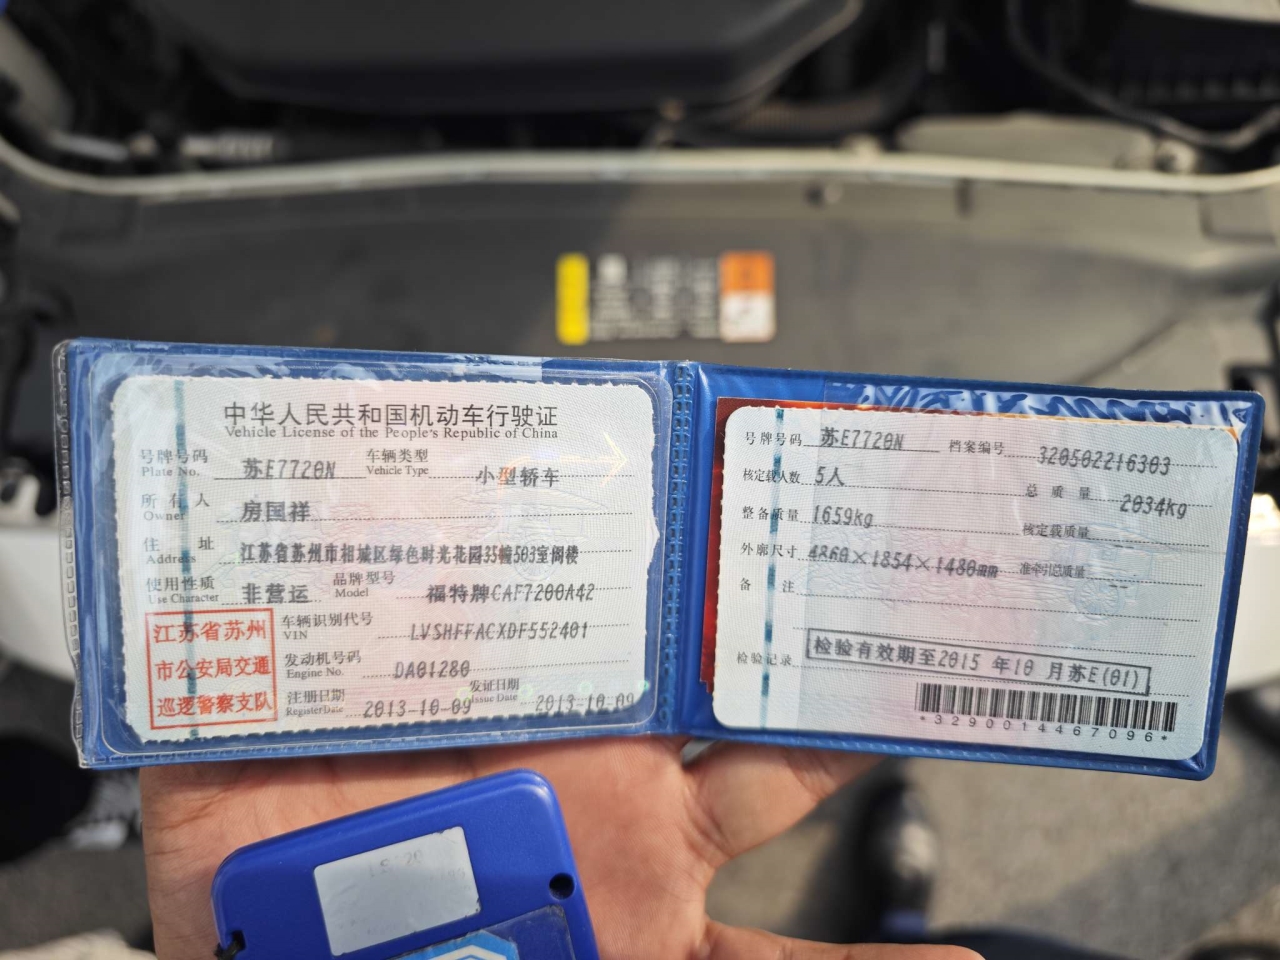 中华人民共和国机动车行驶证
Vehicle License of the People's Republic of China
号牌号码 苏E7720N 车辆类型 小型轿车
Plate No. Vehicle Type
所有人 房国祥
Owner
住址 江苏省苏州市相城区绿色时光花园35幢503室阁楼
Address
使用性质 非营运 品牌型号 福特牌CAF7200A42
Use Character Model
江苏省苏州
市公安局交通
巡逻警察支队
车辆识别代号 LVSHFFACXDF552401
VIN
发动机号码 DA01280
Engine No.
注册日期 2013-10-09 发证日期 2013-10-09
Register Date Issue Date
号牌号码 苏E7720N 档案编号 320502216303
核定载人数 5人 总质量 2034kg
整备质量 1659kg 核定载质量
外廓尺寸 4860×1854×1480mm 准牵引总质量 --
备注
检验记录 检验有效期至2015 年10 月苏E(01)
*3290014467096*